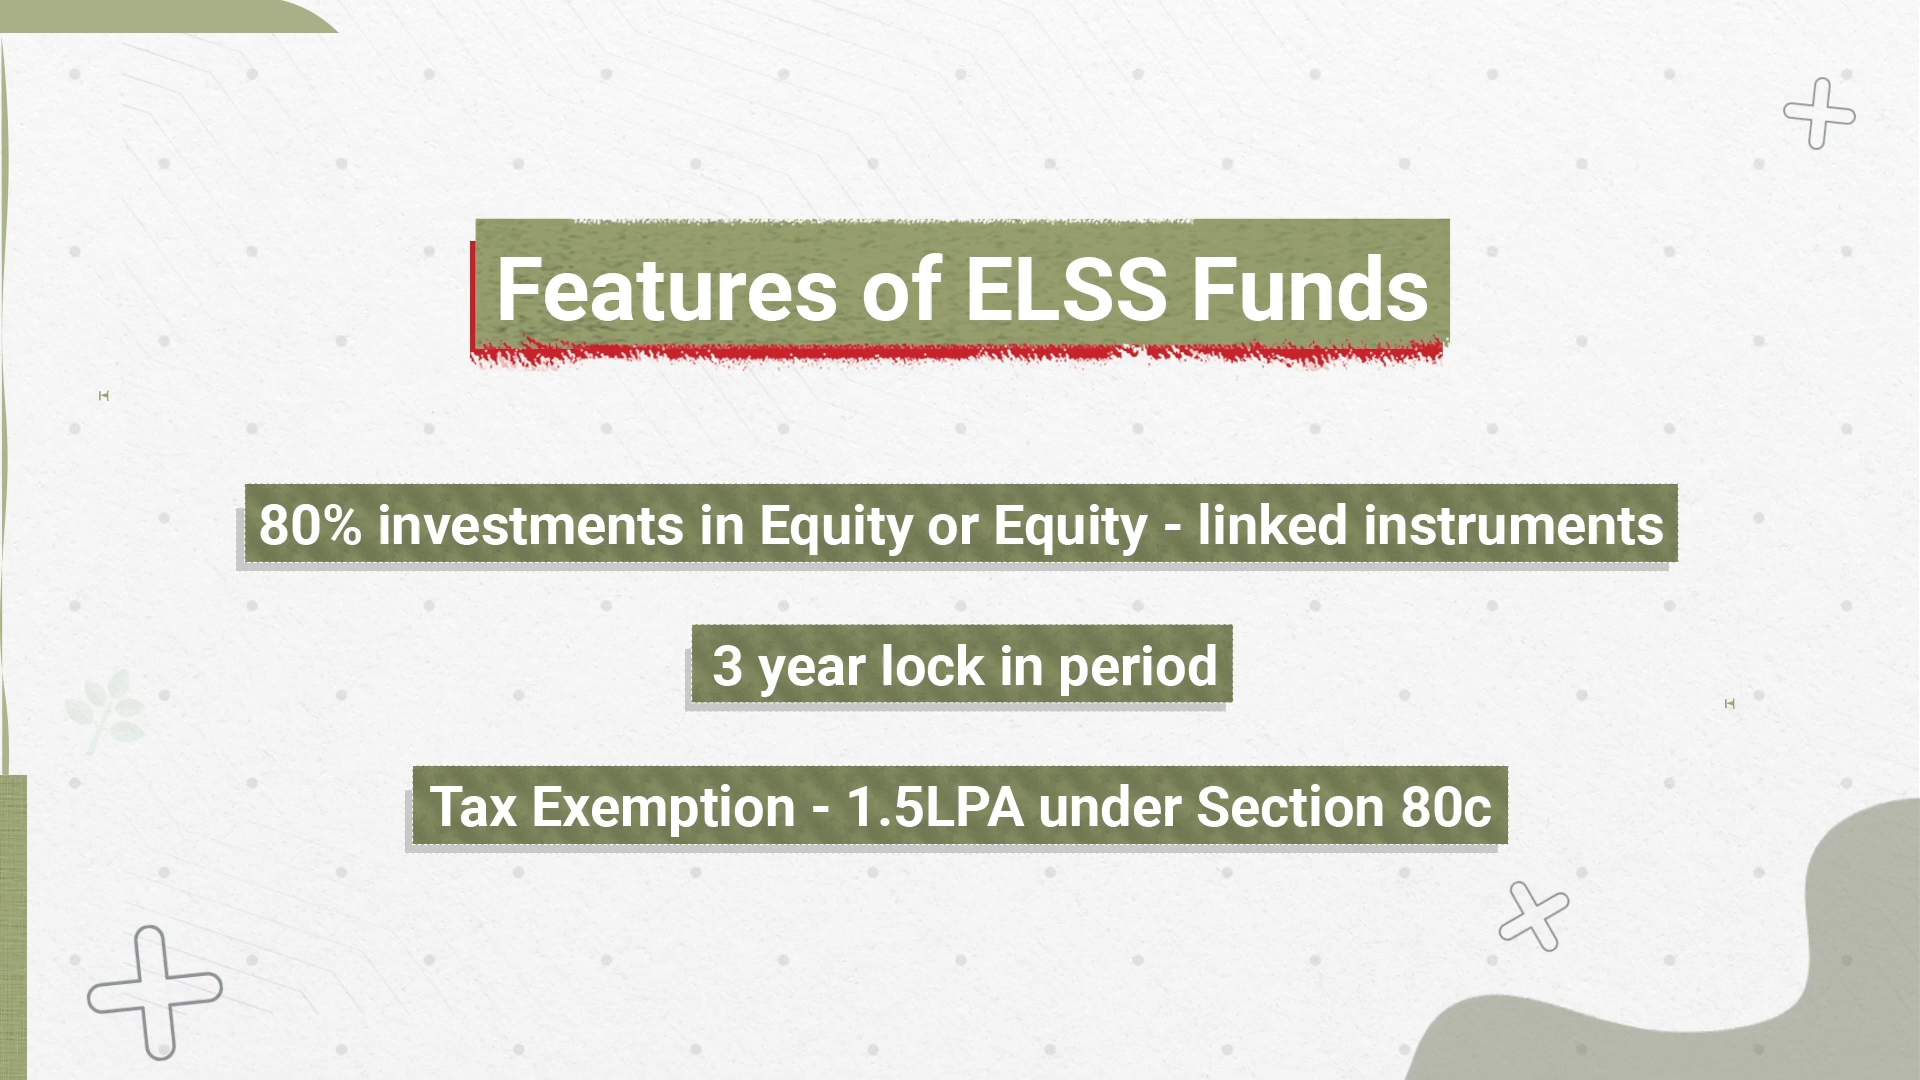 Features of ELSS Funds
80% investments in Equity or Equity - linked instruments
3 year lock in period
Tax Exemption - 1.5LPA under Section 80c